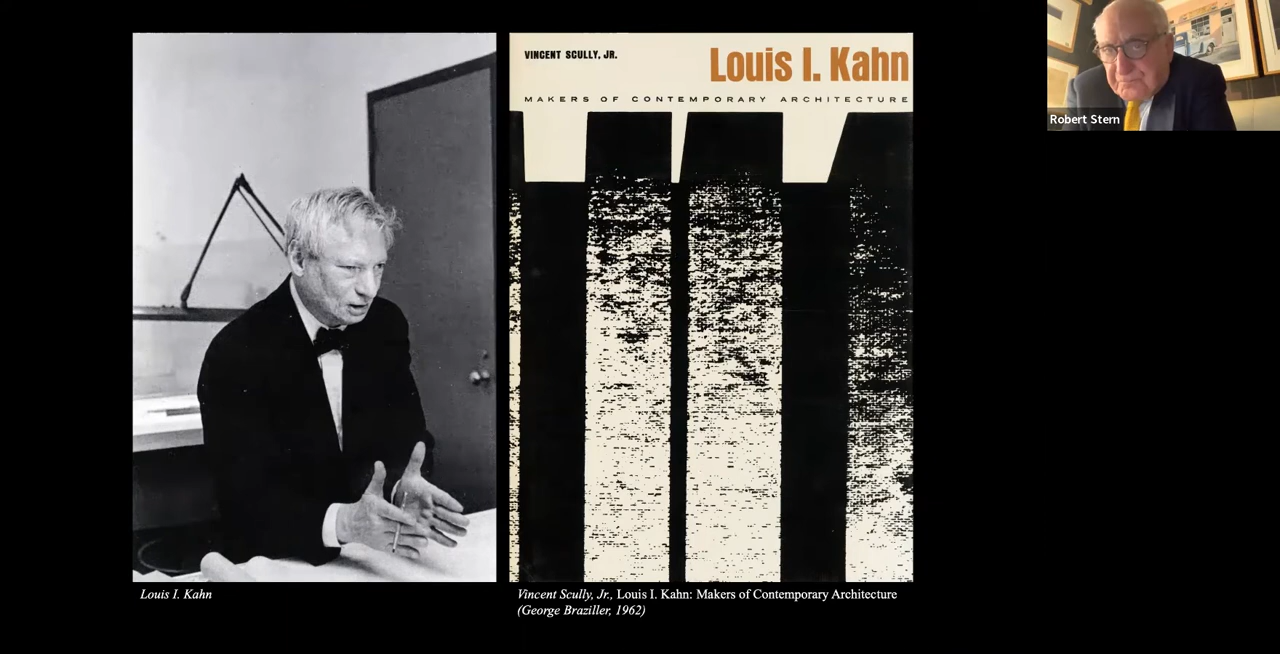 VINCENT SCULLY, JR.
Louis I. Kahn
MAKERS OF CONTEMPORARY ARCHITECTURE
Robert Stern
Louis I. Kahn
Vincent Scully, Jr., Louis I. Kahn: Makers of Contemporary Architecture
(George Braziller, 1962)